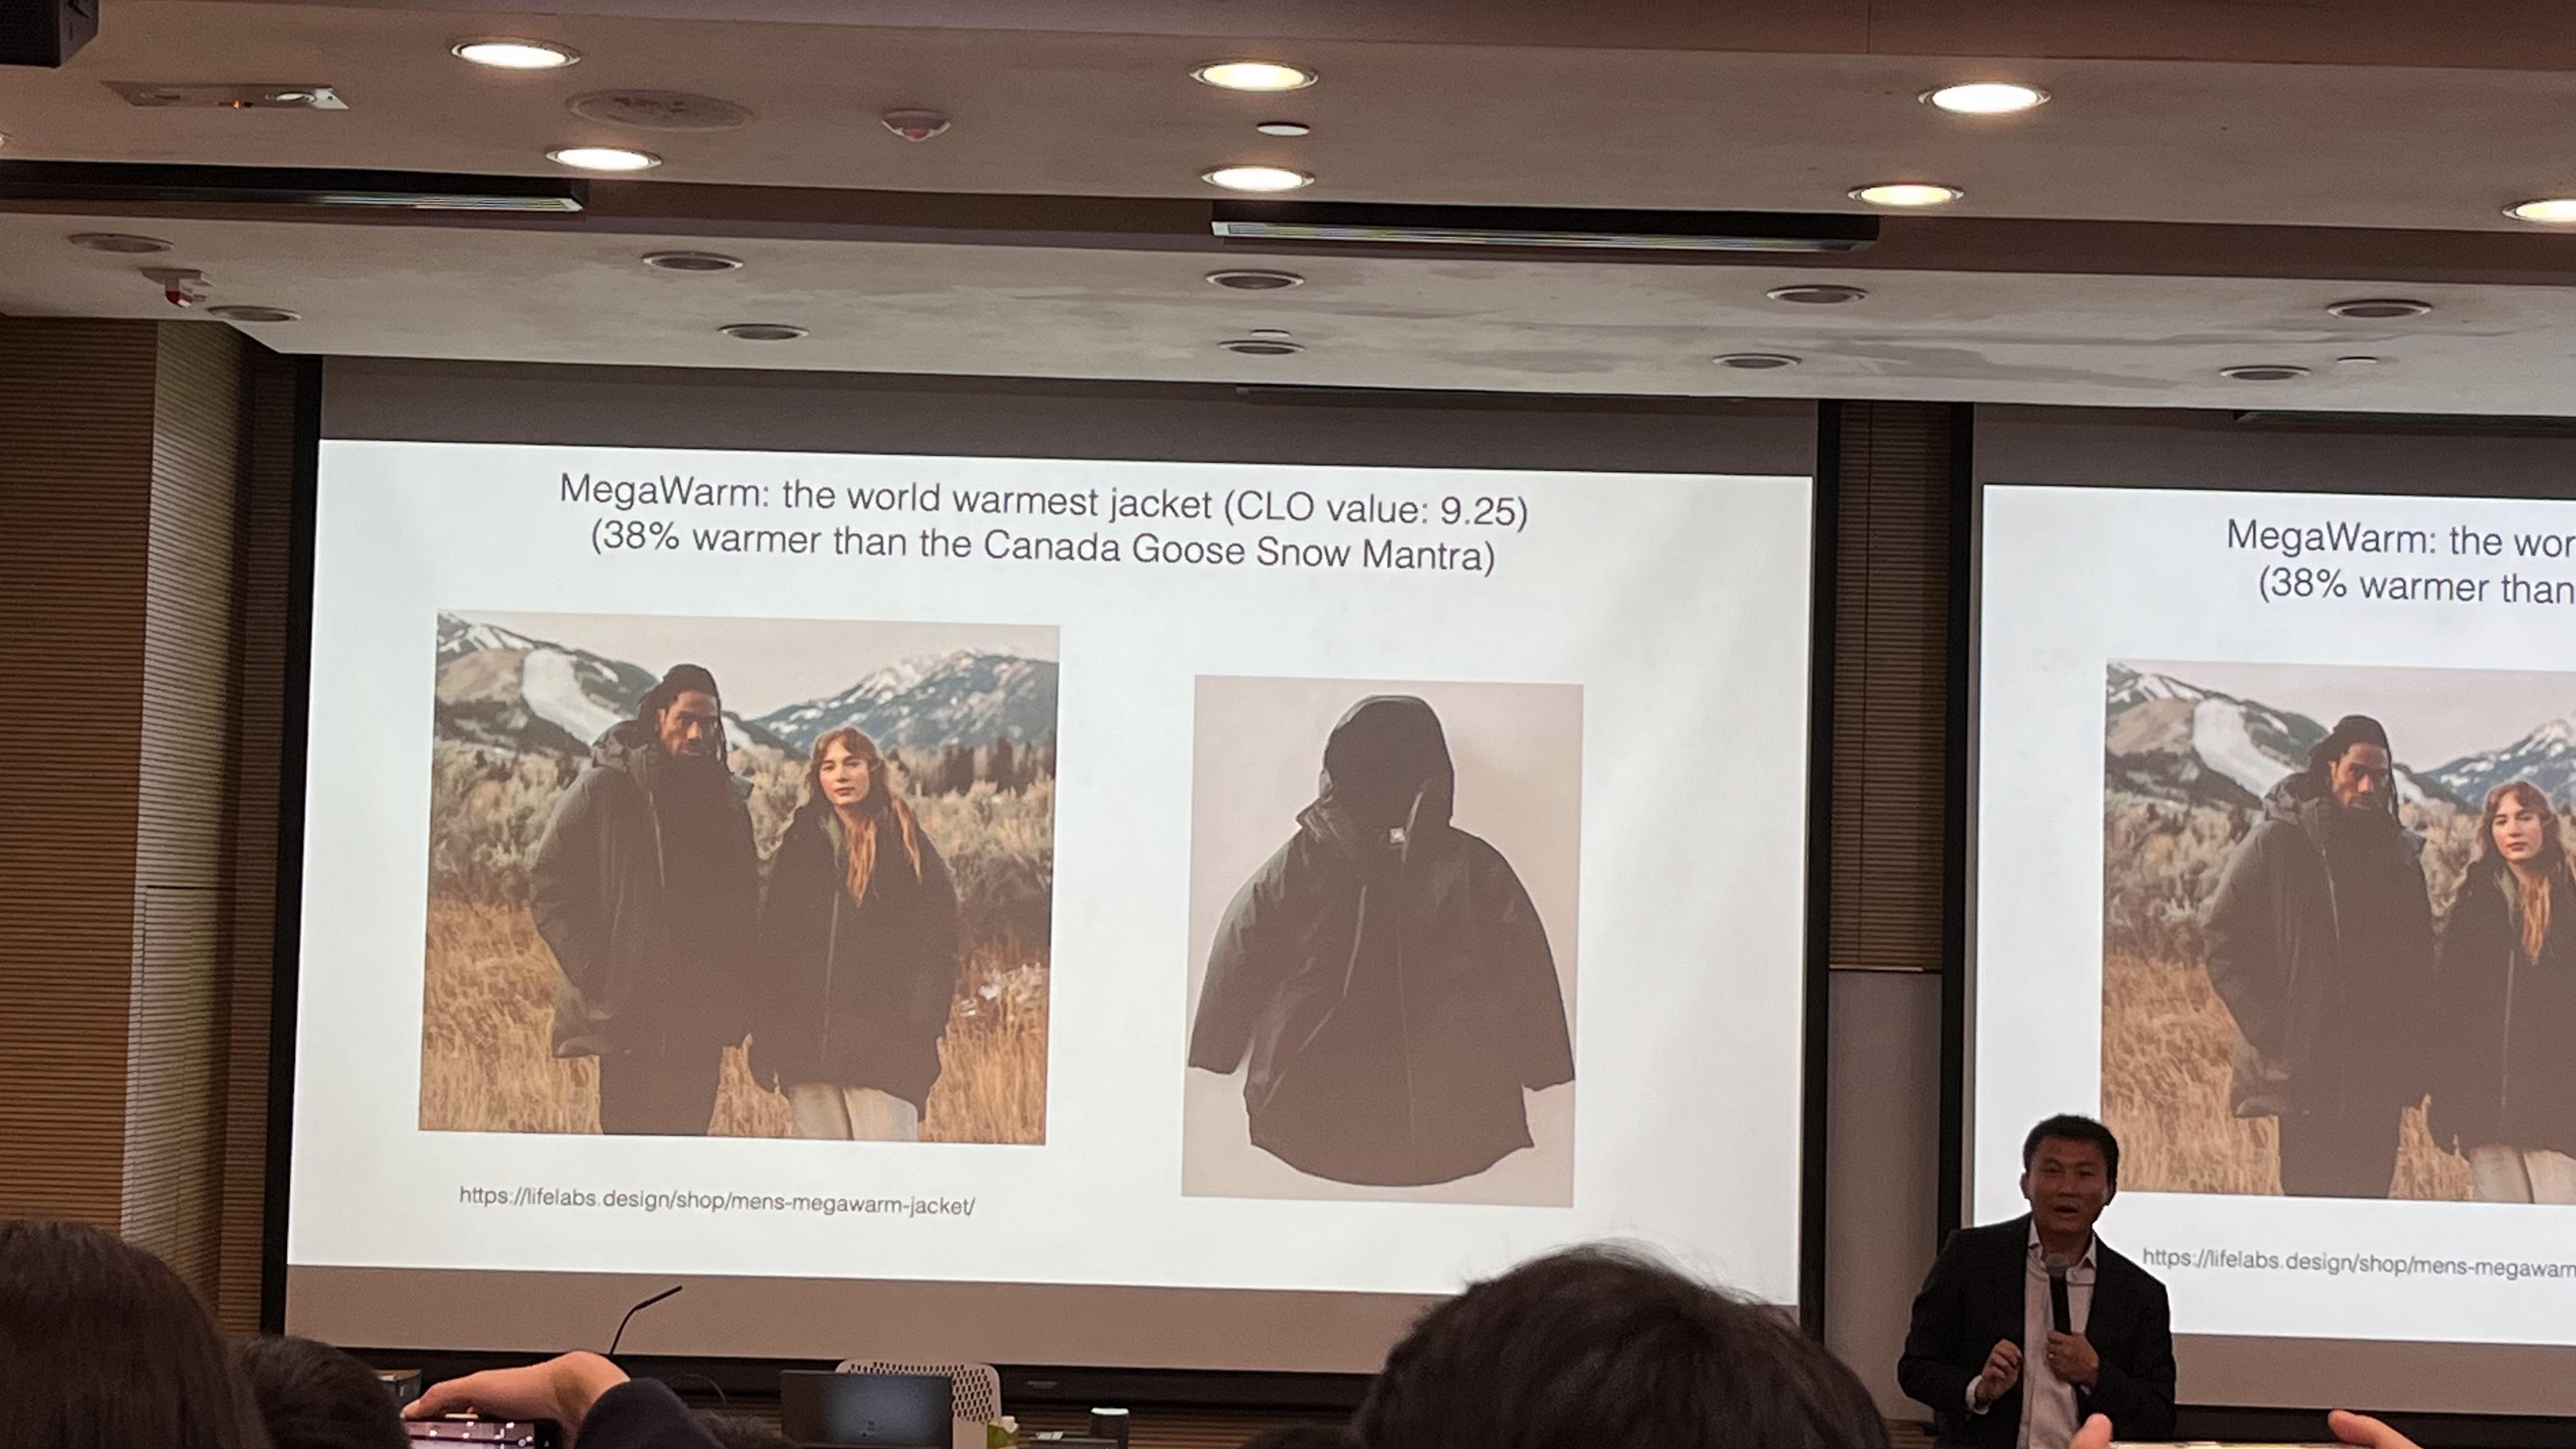 MegaWarm: the world warmest jacket (CLO value: 9.25)
(38% warmer than the Canada Goose Snow Mantra)
https://lifelabs.design/shop/mens-megawarm-jacket/
MegaWarm: the wor
(38% warmer than
https://lifelabs.design/shop/mens-megawarm